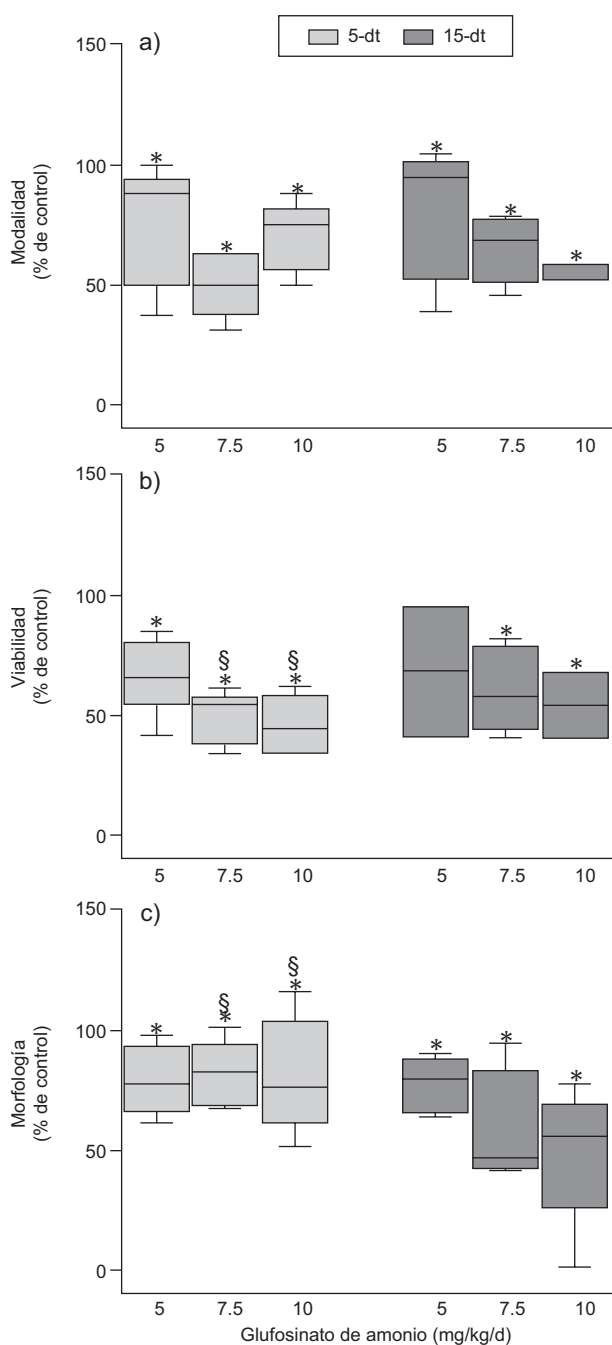 5-dt 15-dt
a)
Modalidad
(% de control)
150
100
50
0
* * * * * *
5 7.5 10 5 7.5 10
b)
Viabilidad
(% de control)
150
100
50
0
§ §
* * * * *
5 7.5 10 5 7.5 10
c)
Morfología
(% de control)
150
100
50
0
§ §
* * * * * *
5 7.5 10 5 7.5 10
Glufosinato de amonio (mg/kg/d)